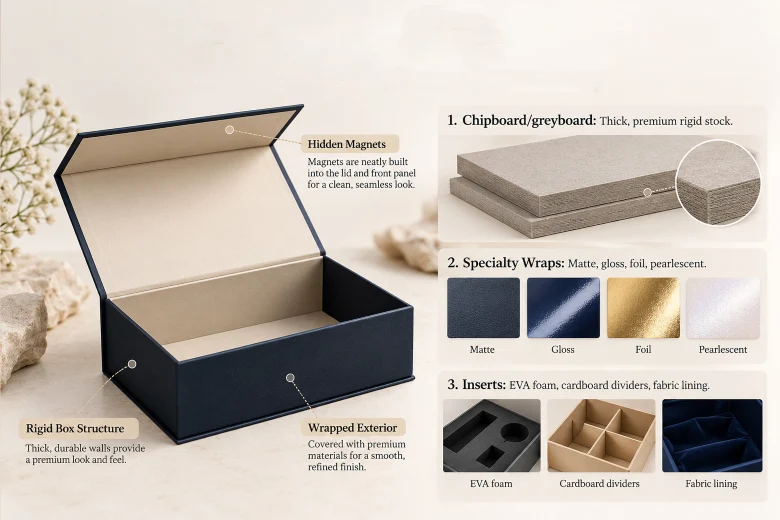 Hidden Magnets
Magnets are neatly built
into the lid and front panel
for a clean, seamless look.
Rigid Box Structure
Thick, durable walls provide
a premium look and feel.
Wrapped Exterior
Covered with premium
materials for a smooth,
refined finish.
1. Chipboard/greyboard: Thick, premium rigid stock.
2. Specialty Wraps: Matte, gloss, foil, pearlescent.
Matte
Gloss
Foil
Pearlescent
3. Inserts: EVA foam, cardboard dividers, fabric lining.
EVA foam
Cardboard dividers
Fabric lining